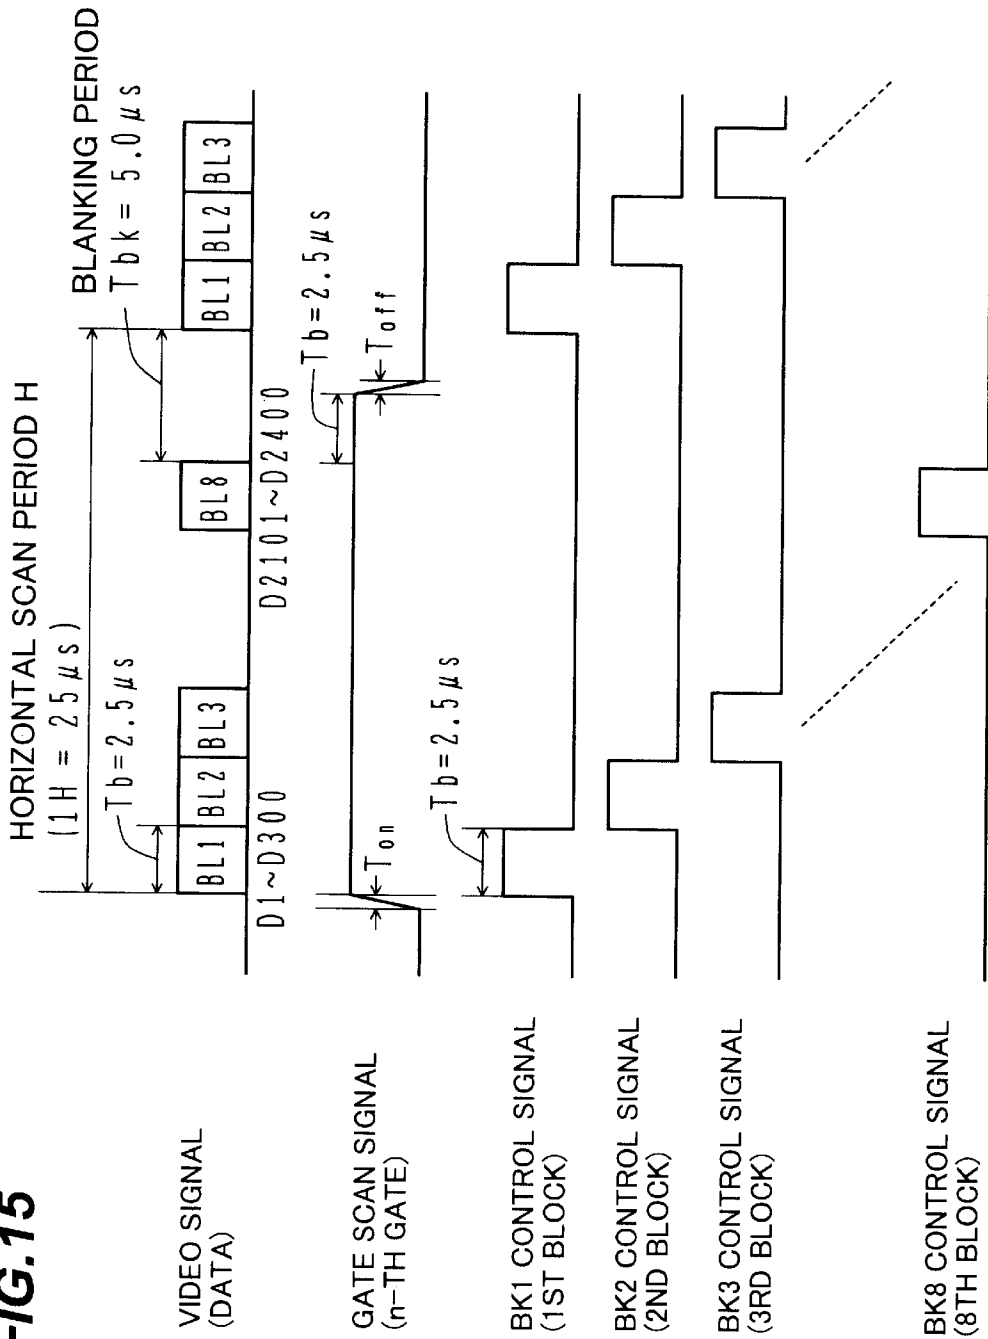 FIG.15
HORIZONTAL SCAN PERIOD H
(1H = 25μs)
BLANKING PERIOD
Tbk = 5.0μs
Tb=2.5μs
VIDEO SIGNAL
(DATA)
BL1 BL2 BL3 BL8 BL1 BL2 BL3
D1~D300 D2101~D2400
GATE SCAN SIGNAL
(n-TH GATE)
Ton
Tb=2.5μs
Toff
BK1 CONTROL SIGNAL
(1ST BLOCK)
Tb=2.5μs
BK2 CONTROL SIGNAL
(2ND BLOCK)
BK3 CONTROL SIGNAL
(3RD BLOCK)
BK8 CONTROL SIGNAL
(8TH BLOCK)